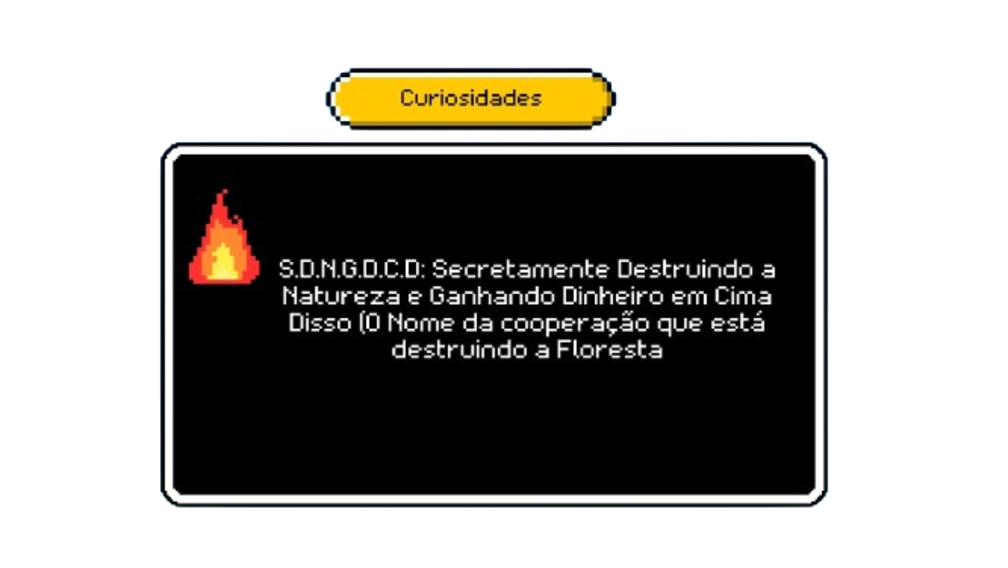 Curiosidades
S.D.N.G.D.C.D: Secretamente Destruindo a
Natureza e Ganhando Dinheiro em Cima
Disso (O Nome da cooperação que está
destruindo a Floresta